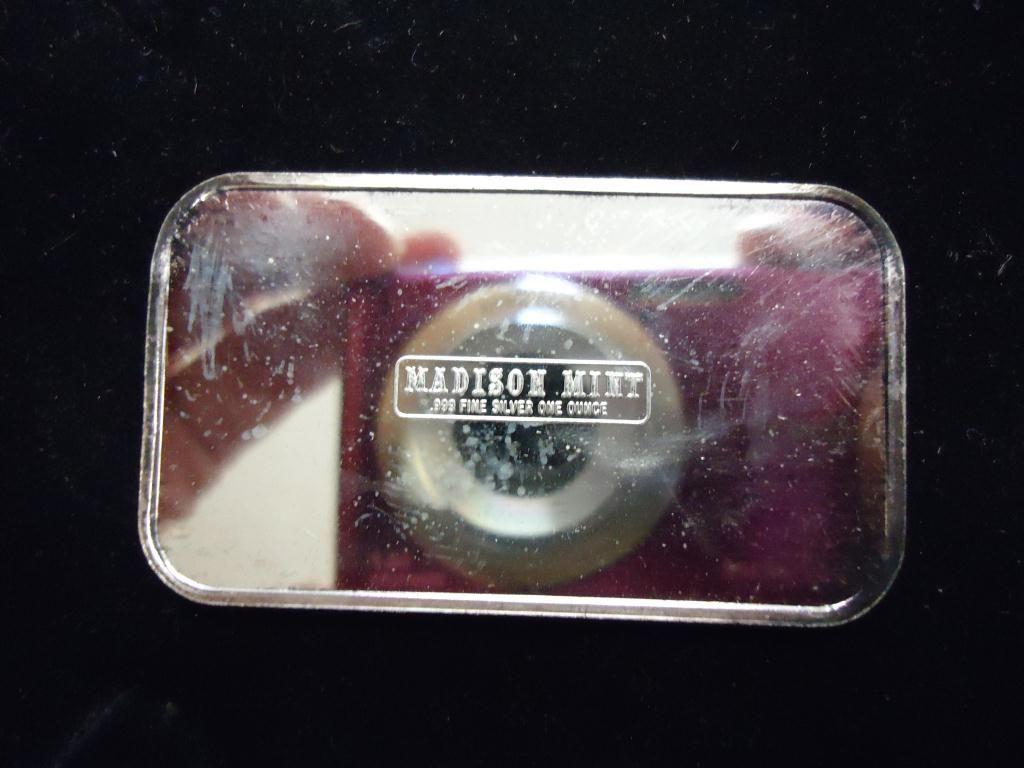 MADISON MINT
.999 FINE SILVER ONE OUNCE